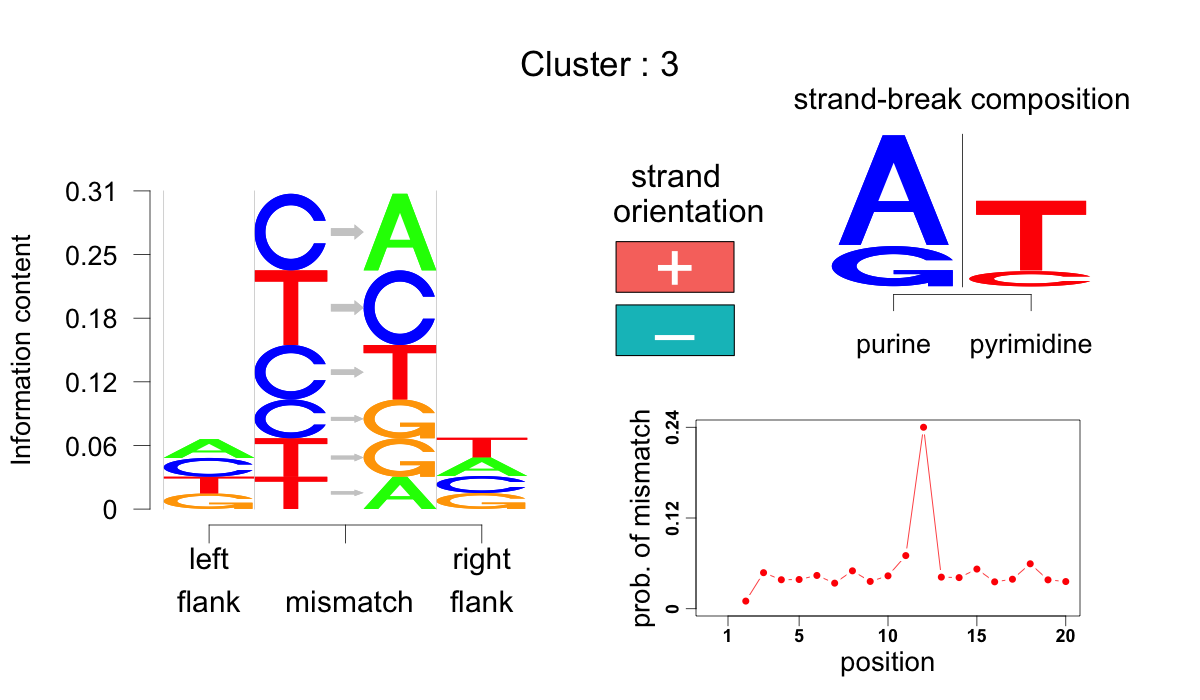 Cluster : 3
strand-break composition
A
G
T
C
purine
pyrimidine
strand
orientation
+
−
Information content
0.31
0.25
0.18
0.12
0.06
0
C A
T C
C T
C G
T G
T A
A
C
T
G
T
A
C
G
left
flank
mismatch
right
flank
prob. of mismatch
0.24
0.12
0
1
5
10
15
20
position